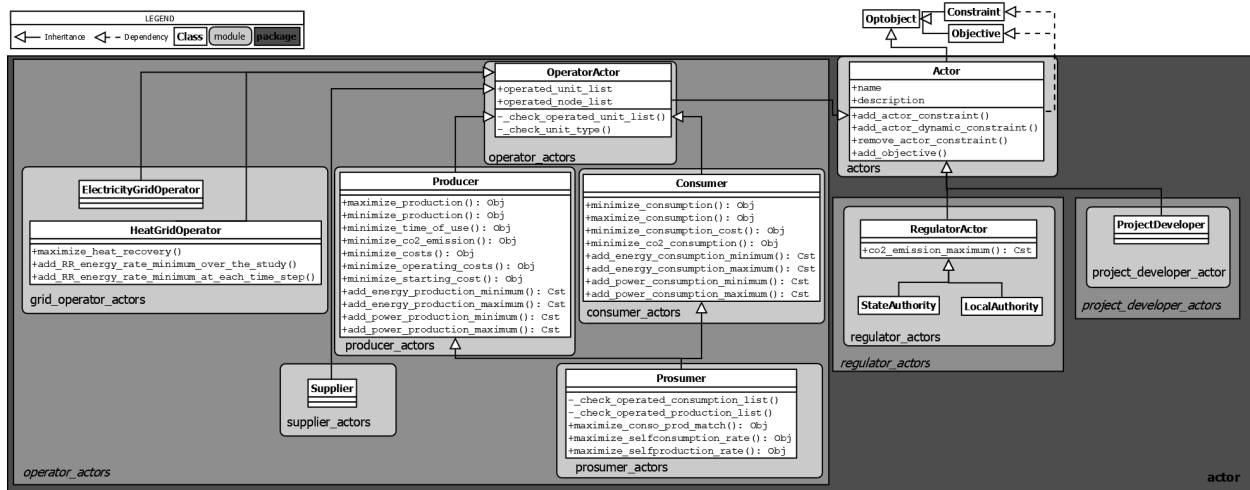 LEGEND
Inheritance
Dependency
Class
module
package
Optobject
Constraint
Objective
OperatorActor
+operated_unit_list
+operated_node_list
-_check_operated_unit_list()
-_check_unit_type()
operator_actors
Actor
+name
+description
+add_actor_constraint()
+add_actor_dynamic_constraint()
+remove_actor_constraint()
+add_objective()
actors
ElectricityGridOperator
HeatGridOperator
+maximize_heat_recovery()
+add_RR_energy_rate_minimum_over_the_study()
+add_RR_energy_rate_minimum_at_each_time_step()
grid_operator_actors
Producer
+maximize_production(): Obj
+minimize_production(): Obj
+minimize_time_of_use(): Obj
+minimize_co2_emission(): Obj
+minimize_costs(): Obj
+minimize_operating_costs(): Obj
+minimize_starting_cost(): Obj
+add_energy_production_minimum(): Cst
+add_energy_production_maximum(): Cst
+add_power_production_minimum(): Cst
+add_power_production_maximum(): Cst
producer_actors
Consumer
+minimize_consumption(): Obj
+maximize_consumption(): Obj
+minimize_consumption_cost(): Obj
+minimize_co2_consumption(): Obj
+add_energy_consumption_minimum(): Cst
+add_energy_consumption_maximum(): Cst
+add_power_consumption_minimum(): Cst
+add_power_consumption_maximum(): Cst
consumer_actors
RegulatorActor
+co2_emission_maximum(): Cst
StateAuthority
LocalAuthority
regulator_actors
regulator_actors
ProjectDeveloper
project_developer_actor
project_developer_actors
Supplier
supplier_actors
Prosumer
-_check_operated_consumption_list()
-_check_operated_production_list()
+maximize_conso_prod_match(): Obj
+maximize_selfconsumption_rate(): Obj
+maximize_selfproduction_rate(): Obj
prosumer_actors
operator_actors
actor